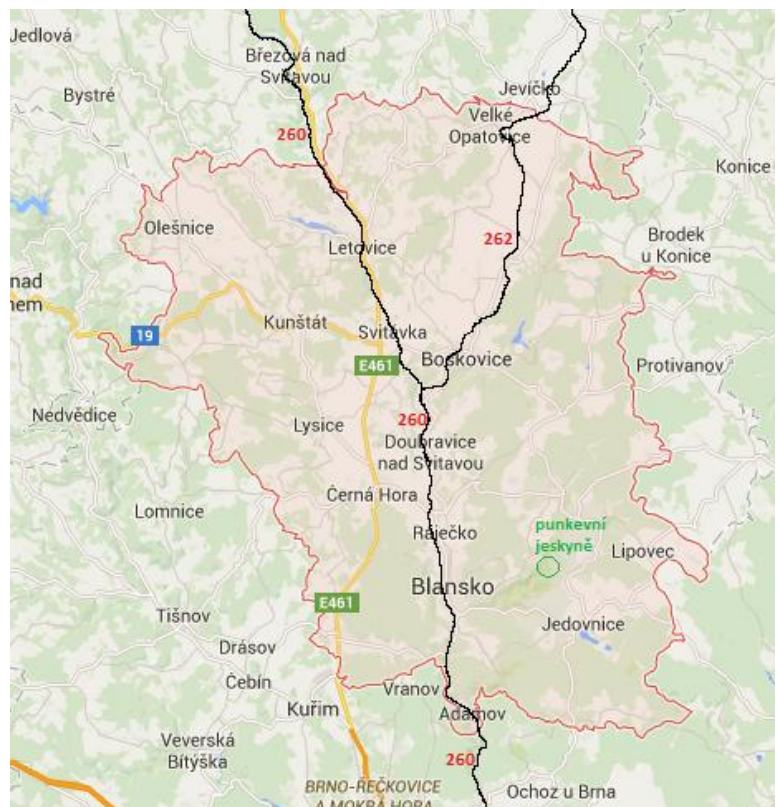 Jedlová
Březová nad
Svitavou
Bystré
Jevíčko
Velké
Opatovice
260
Konice
Olešnice
262
Brodek
u Konice
Letovice
nad
nem
Kunštát
Svitávka
19
E461
Boskovice
Protivanov
Nedvědice
260
Lysice
Doubravice
nad Svitavou
Černá Hora
Lomnice
punkevní
jeskyně
Ráječko
Lipovec
Blansko
E461
Tišnov
Jedovnice
Drásov
Čebín
Vranov
Kuřim
Adamov
Veverská
Bítýška
260
BRNO-ŘEČKOVICE
A MOKRÁ HORA
Ochoz u Brna